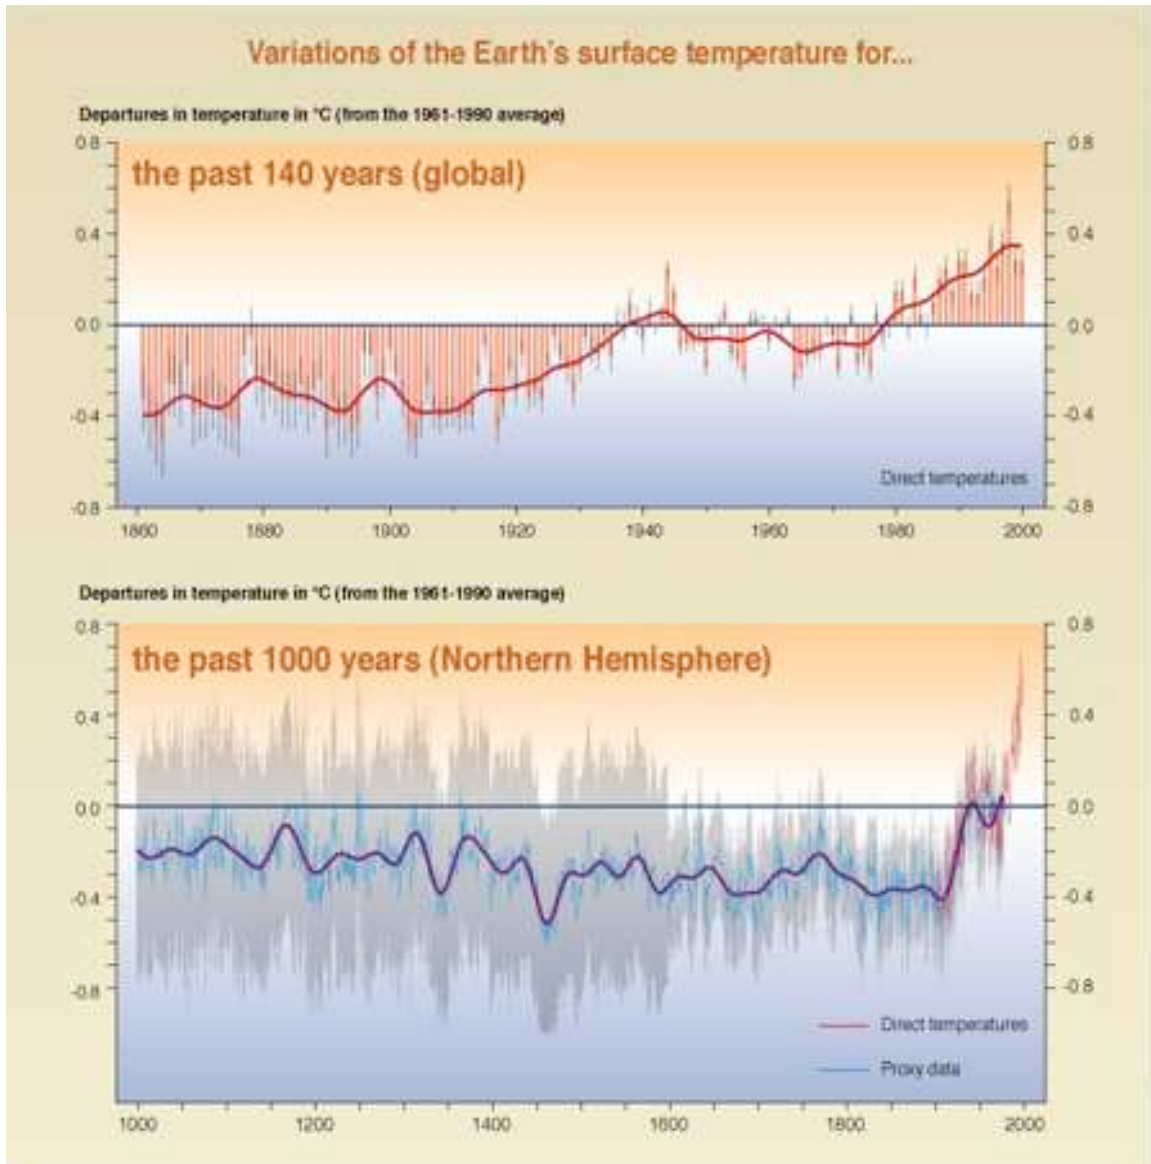 Variations of the Earth's surface temperature for...
Departures in temperature in °C (from the 1961-1990 average)
0.8 0.8
the past 140 years (global)
0.4 0.4
0.0 0.0
-0.4 -0.4
Direct temperatures
-0.8 -0.8
1860 1880 1900 1920 1940 1960 1980 2000
Departures in temperature in °C (from the 1961-1990 average)
0.8 0.8
the past 1000 years (Northern Hemisphere)
0.4 0.4
0.0 0.0
-0.4 -0.4
-0.8 -0.8
Direct temperatures
Proxy data
1000 1200 1400 1600 1800 2000